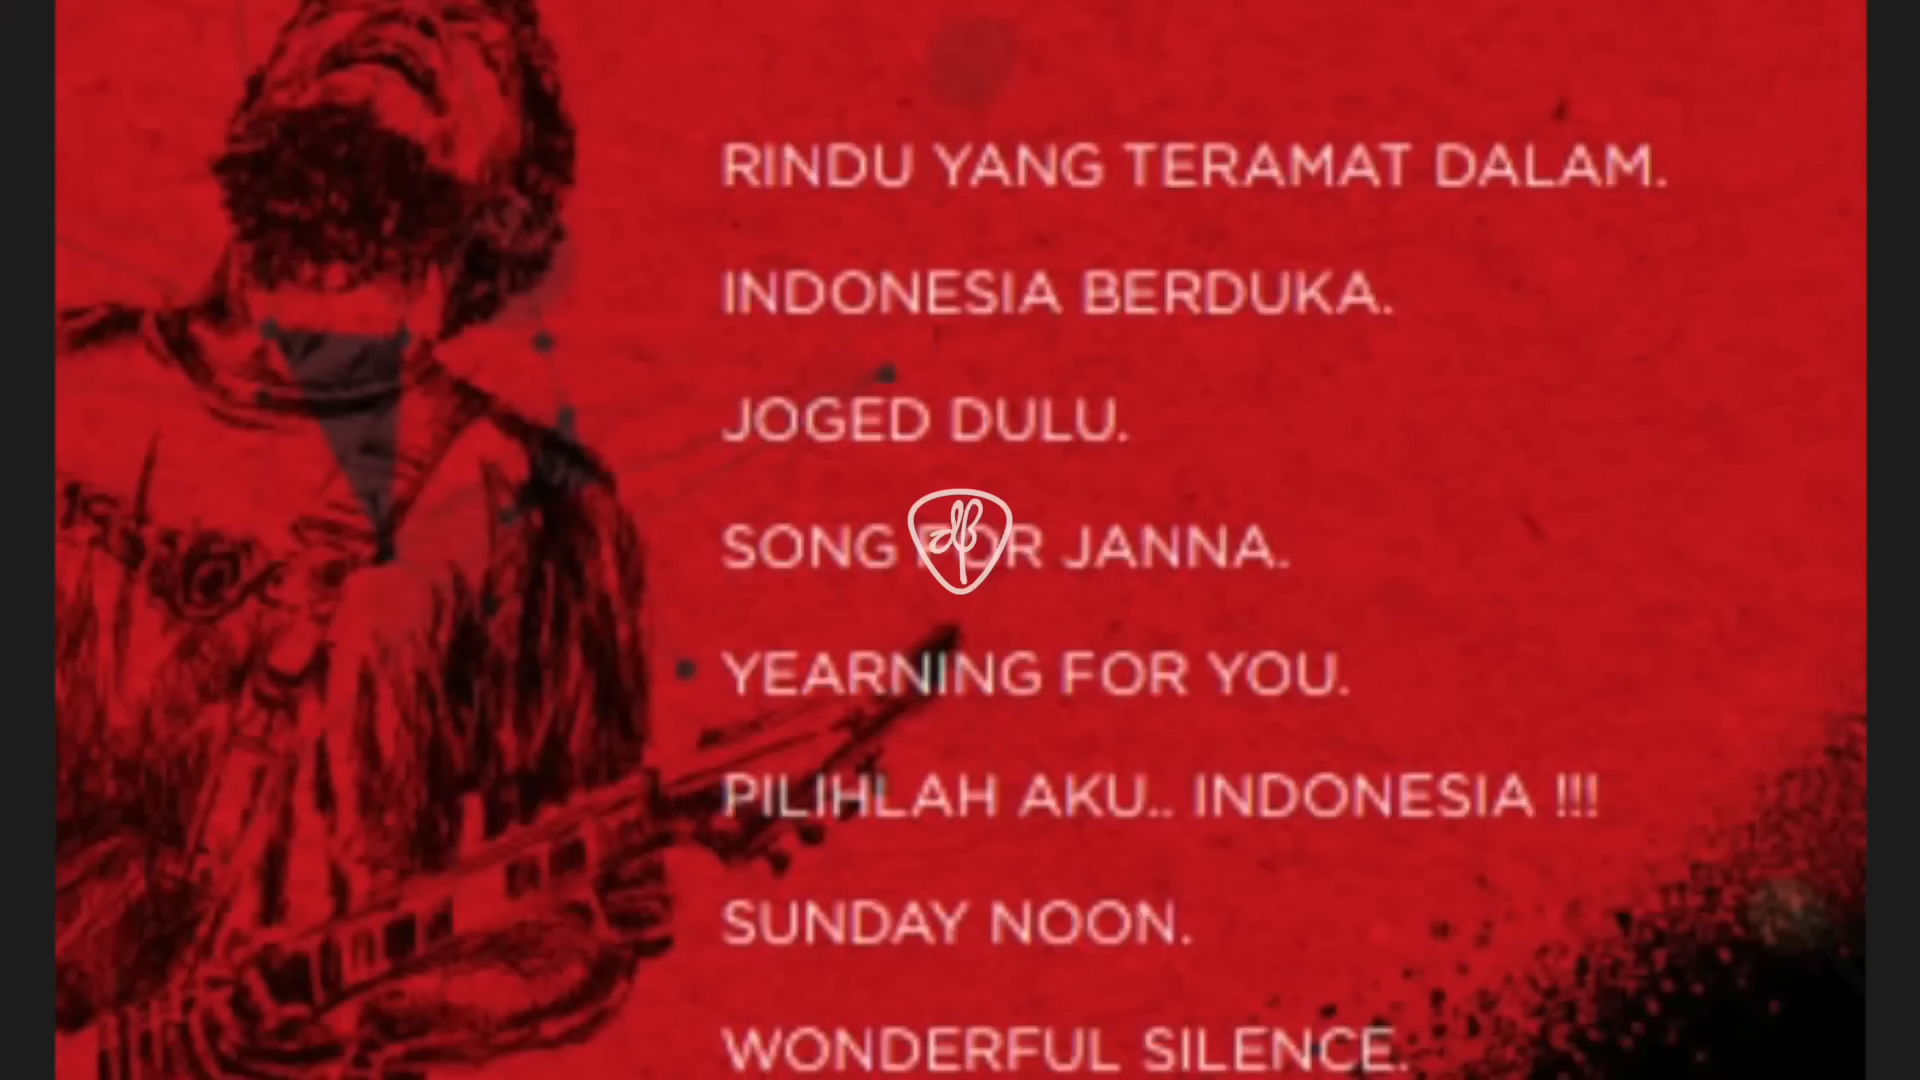 RINDU YANG TERAMAT DALAM.
INDONESIA BERDUKA.
JOGED DULU.
SONG FOR JANNA.
YEARNING FOR YOU.
PILIHLAH AKU.. INDONESIA !!!
SUNDAY NOON.
WONDERFUL SILENCE.